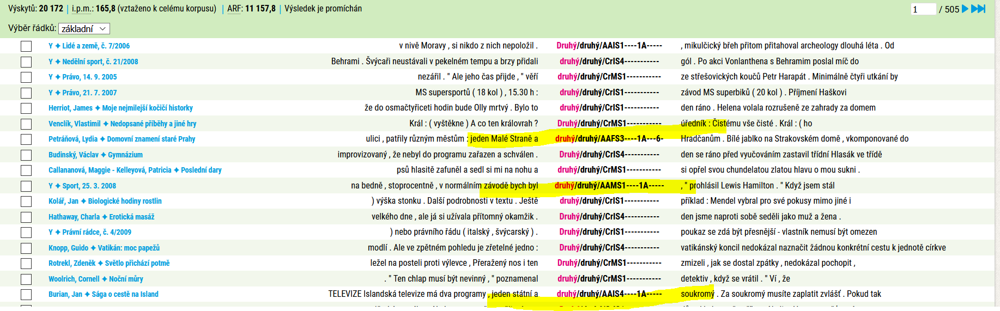 Výskytů: 20 172 | i.p.m.: 165,8 (vztaženo k celému korpusu) | ARF: 11 157,8 | Výsledek je promíchán 1 / 505
Výběr řádků: základní
Y ✦ Lidé a země, č. 7/2006 v nivě Moravy , si nikdo z nich nepoložil . Druhý/druhý/AAIS1----1A----- , mikulčický břeh přitom přitahoval archeology dlouhá léta . Od
Y ✦ Nedělní sport, č. 21/2008 Behrami . Švýcaři neustávali v pekelném tempu a brzy přidali druhý/druhý/CrIS4----------- gól . Po akci Vonlanthena s Behramim poslal míč do
Y ✦ Právo, 14. 9. 2005 nezářil . " Ale jeho čas přijde , " věří druhý/druhý/CrMS1----------- ze střešovických koučů Petr Harapát . Minimálně čtyři utkání by
Y ✦ Právo, 21. 7. 2007 MS supersportů ( 18 kol ) , 15.30 h : druhý/druhý/CrIS1----------- závod MS superbiků ( 20 kol ) . Příjmení Haškovi
Herriot, James ✦ Moje nejmilejší kočičí historky že do osmačtyřiceti hodin bude Olly mrtvý . Bylo to druhý/druhý/CrIS1----------- den ráno . Helena volala rozrušeně ze zahrady za domem
Venclík, Vlastimil ✦ Nedopsané příběhy a jiné hry Král : ( vyštěkne ) A co ten královrah ? Druhý/druhý/CrMS1----------- úředník : Čistému vše čisté . Král : ( ho
Petráňová, Lydia ✦ Domovní znamení staré Prahy ulici , patřily různým městům : jeden Malé Straně a druhý/druhý/AAFS3----1A---6- Hradčanům . Bílé jablko na Strakovském domě , vkomponované do
Budinský, Václav ✦ Gymnázium improvizovaný , že nebyl do programu zařazen a schválen . Druhý/druhý/CrIS4----------- den se ráno před vyučováním zastavil třídní Hlasák ve třídě
Callananová, Maggie - Kelleyová, Patricia ✦ Poslední dary psů hlasitě zafuněl a sedl si mi na nohu a druhý/druhý/CrMS1----------- si opřel svou chundelatou zlatou hlavu o mou sukni .
Y ✦ Sport, 25. 3. 2008 na bedně , stoprocentně , v normálním závodě bych byl druhý/druhý/AAMS1----1A----- , " prohlásil Lewis Hamilton . " Když jsem stál
Kolář, Jan ✦ Biologické hodiny rostlin ) výška stonku . Další podrobnosti v textu . Ještě druhý/druhý/CrIS1----------- příklad : Mendel vybral pro své pokusy mimo jiné i
Hathaway, Charla ✦ Erotická masáž velkého dne , ale já si užívala přítomný okamžik . Druhý/druhý/CrIS4----------- den jsme naproti sobě seděli jako muž a žena .
Y ✦ Právní rádce, č. 4/2009 ) nebo právního řádu ( italský , švýcarský ) . Druhý/druhý/CrIS1----------- poukaz se zdá být přesnější - vlastník nemusí být omezen
Knopp, Guido ✦ Vatikán: moc papežů modlí . Ale ve zpětném pohledu je zřetelné jedno : Druhý/druhý/CrIS4----------- vatikánský koncil nedokázal naznačit žádnou konkrétní cestu k jednotě církve
Rotrekl, Zdeněk ✦ Světlo přichází potmě ležel na posteli proti výlevce , Přeražený nos i ten Druhý/druhý/CrMS1----------- zmizeli , jak se dostal zpátky , nedokázal pochopit ,
Woolrich, Cornell ✦ Noční můry . " Ten chlap musí být nevinný , " poznamenal druhý/druhý/CrMS1----------- detektiv , když se vrátil . " Ví , že
Burian, Jan ✦ Sága o cestě na Island TELEVIZE Islandská televize má dva programy , jeden státní a druhý/druhý/AAIS4----1A----- soukromý . Za soukromý musíte zaplatit zvlášť . Pokud tak